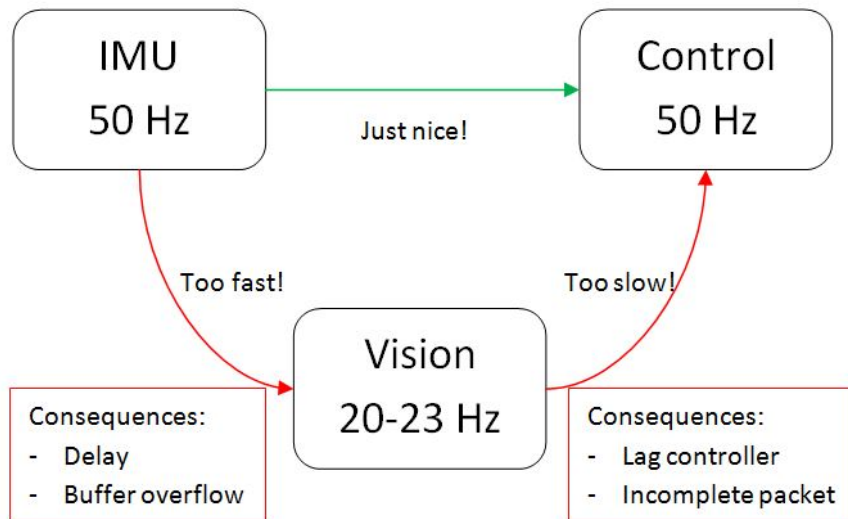 IMU
50 Hz
Control
50 Hz
Just nice!
Too fast!
Too slow!
Vision
20-23 Hz
Consequences:
- Delay
- Buffer overflow
Consequences:
- Lag controller
- Incomplete packet